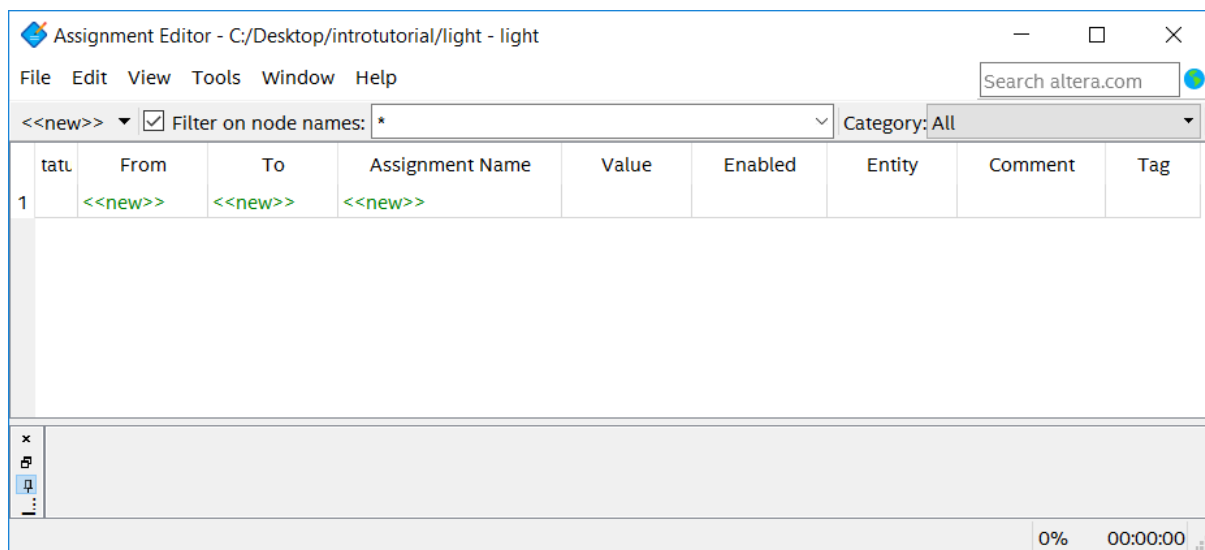 Assignment Editor - C:/Desktop/introtutorial/light - light
File Edit View Tools Window Help
Search altera.com
<<new>> Filter on node names: * Category: All
tatu From To Assignment Name Value Enabled Entity Comment Tag
1 <<new>> <<new>> <<new>>
0% 00:00:00